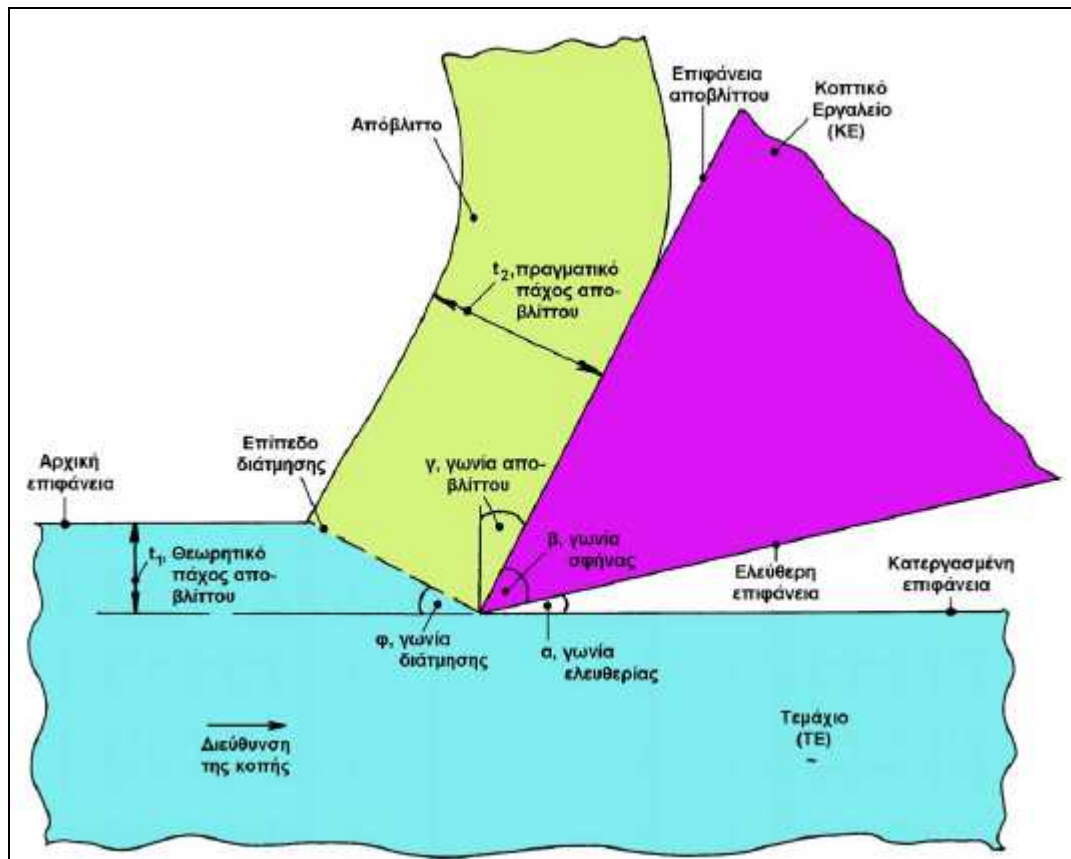 Επιφάνεια
αποβλίττου
Κοπτικό
Εργαλείο
(ΚΕ)
Απόβλιττο
t2,πραγματικό
πάχος απο-
βλίττου
Επίπεδο
διάτμησης
Αρχική
επιφάνεια
γ, γωνία απο-
βλίττου
t1, Θεωρητικό
πάχος απο-
βλίττου
β, γωνία
σφήνας
Ελεύθερη
επιφάνεια
Κατεργασμένη
επιφάνεια
φ, γωνία
διάτμησης
α, γωνία
ελευθερίας
Διεύθυνση
της κοπής
Τεμάχιο
(ΤΕ)
~